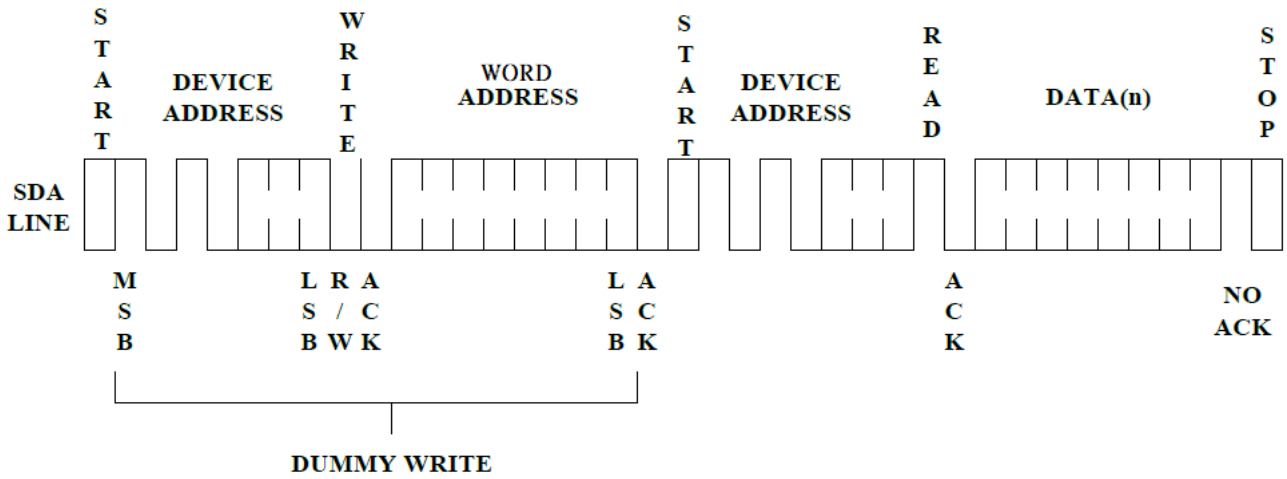 START
DEVICE
ADDRESS
WRITE
WORD
ADDRESS
START
DEVICE
ADDRESS
READ
DATA(n)
STOP
SDA
LINE
MSB
LSB
R/W
ACK
LSB
ACK
ACK
NO
ACK
DUMMY WRITE